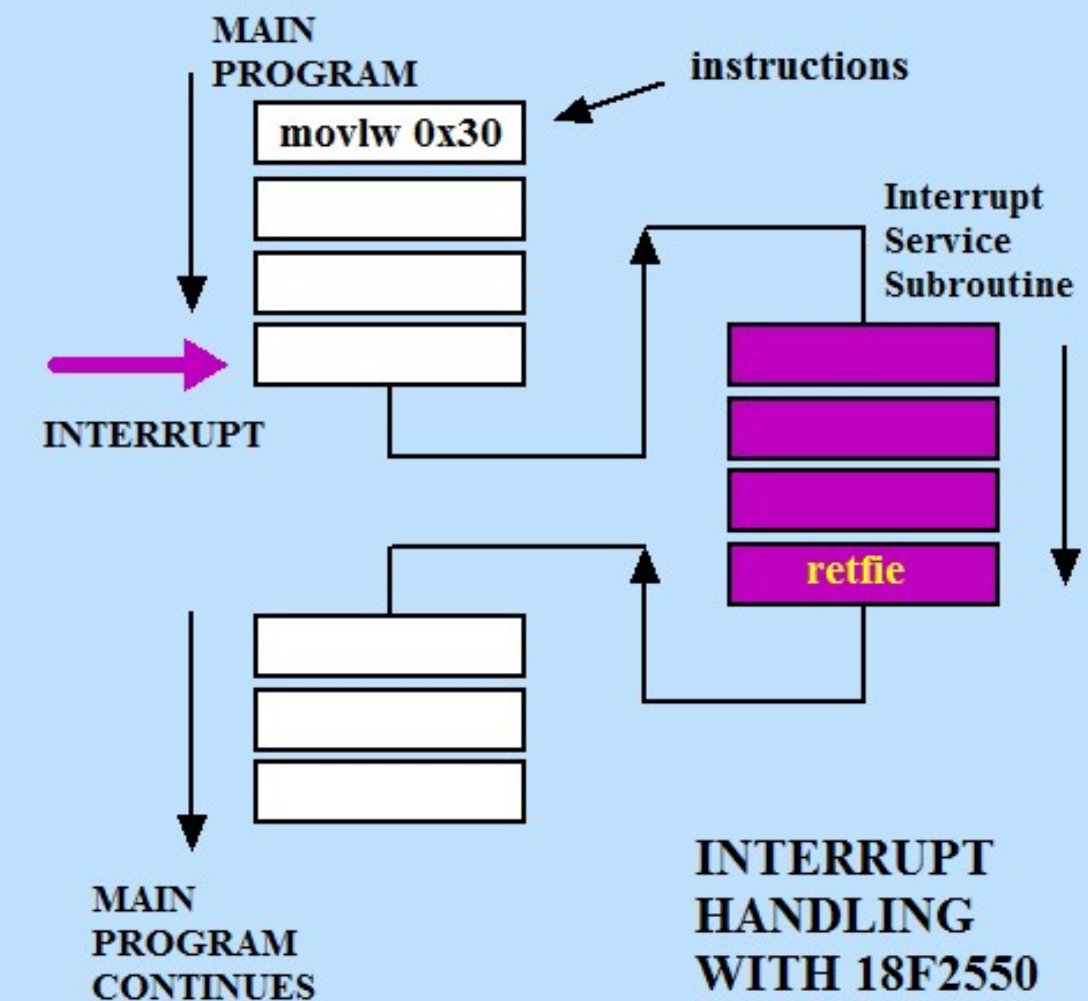 MAIN
PROGRAM
instructions
movlw 0x30
Interrupt
Service
Subroutine
INTERRUPT
retfie
MAIN
PROGRAM
CONTINUES
INTERRUPT
HANDLING
WITH 18F2550